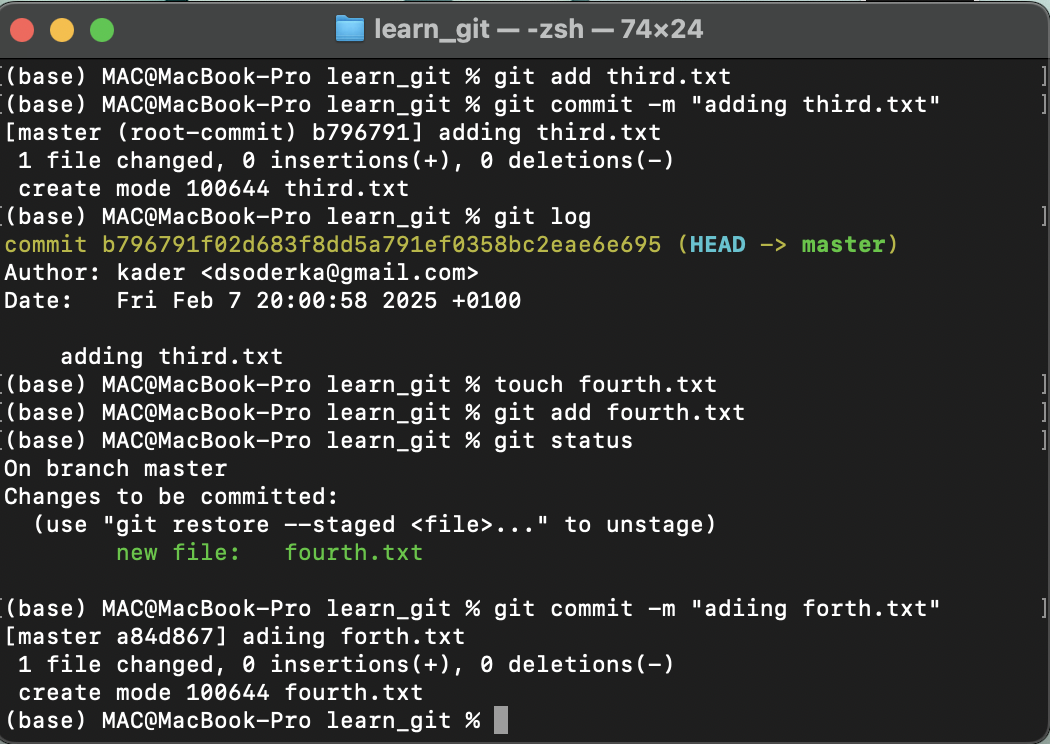 learn_git — -zsh — 74×24
(base) MAC@MacBook-Pro learn_git % git add third.txt
(base) MAC@MacBook-Pro learn_git % git commit -m "adding third.txt"
[master (root-commit) b796791] adding third.txt
 1 file changed, 0 insertions(+), 0 deletions(-)
 create mode 100644 third.txt
(base) MAC@MacBook-Pro learn_git % git log
commit b796791f02d683f8dd5a791ef0358bc2eae6e695 (HEAD -> master)
Author: kader <dsoderka@gmail.com>
Date:   Fri Feb 7 20:00:58 2025 +0100

    adding third.txt
(base) MAC@MacBook-Pro learn_git % touch fourth.txt
(base) MAC@MacBook-Pro learn_git % git add fourth.txt
(base) MAC@MacBook-Pro learn_git % git status
On branch master
Changes to be committed:
  (use "git restore --staged <file>..." to unstage)
        new file:   fourth.txt

(base) MAC@MacBook-Pro learn_git % git commit -m "adiing forth.txt"
[master a84d867] adiing forth.txt
 1 file changed, 0 insertions(+), 0 deletions(-)
 create mode 100644 fourth.txt
(base) MAC@MacBook-Pro learn_git %